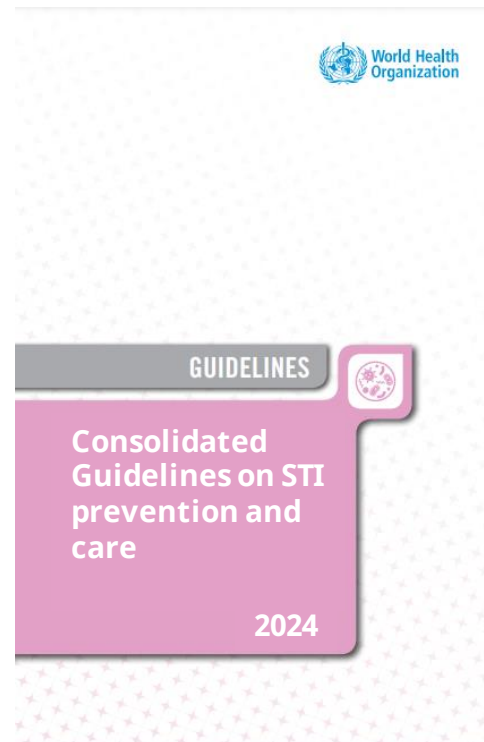 World Health
Organization
GUIDELINES
Consolidated
Guidelines on STI
prevention and
care
2024